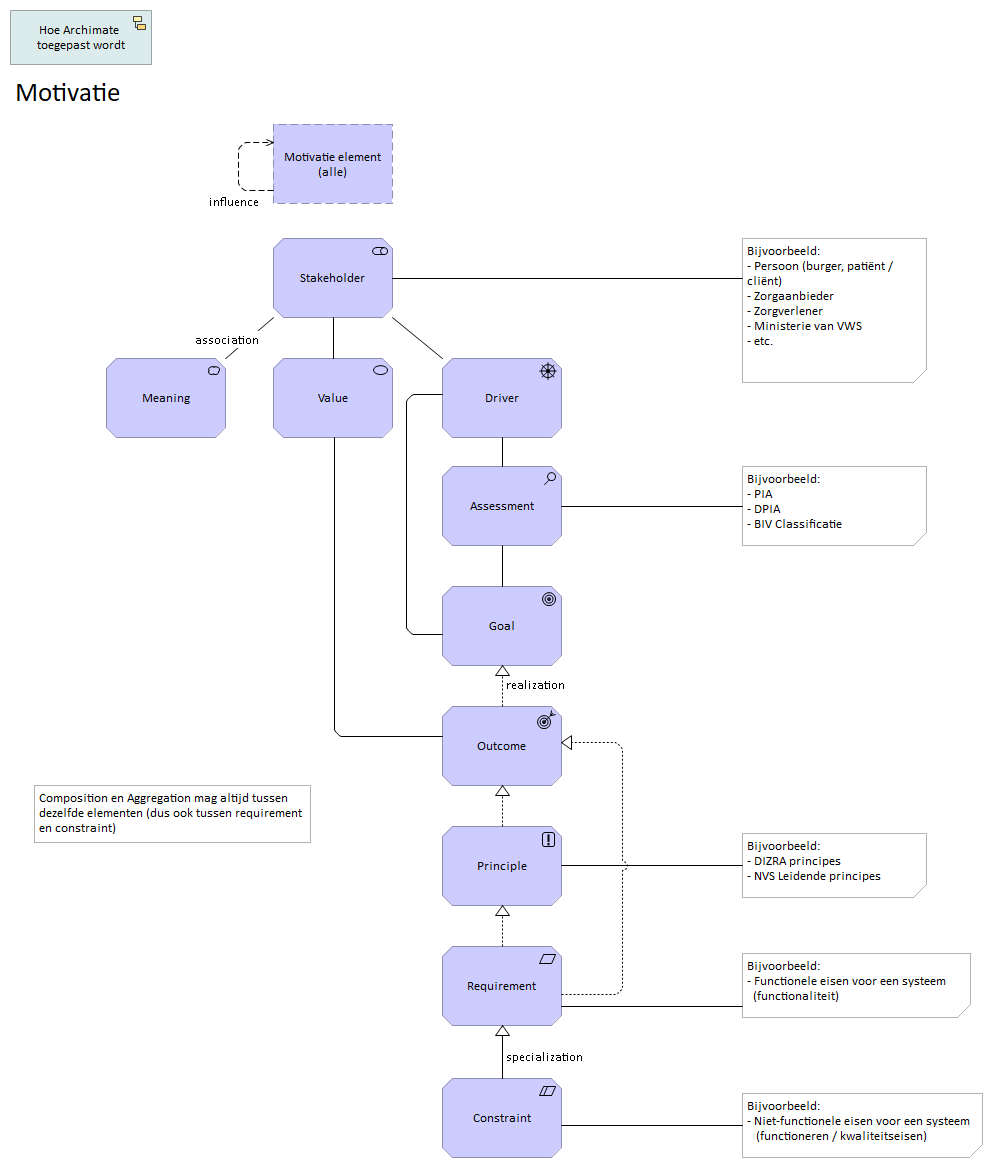 Hoe Archimate
toegepast wordt
Motivatie
Motivatie element
(alle)
influence
Stakeholder
Bijvoorbeeld:
- Persoon (burger, patiënt /
cliënt)
- Zorgaanbieder
- Zorgverlener
- Ministerie van VWS
- etc.
association
Meaning
Value
Driver
Assessment
Bijvoorbeeld:
- PIA
- DPIA
- BIV Classificatie
Goal
realization
Outcome
Composition en Aggregation mag altijd tussen
dezelfde elementen (dus ook tussen requirement
en constraint)
Principle
Bijvoorbeeld:
- DIZRA principes
- NVS Leidende principes
Requirement
Bijvoorbeeld:
- Functionele eisen voor een systeem
(functionaliteit)
specialization
Constraint
Bijvoorbeeld:
- Niet-functionele eisen voor een systeem
(functioneren / kwaliteitseisen)